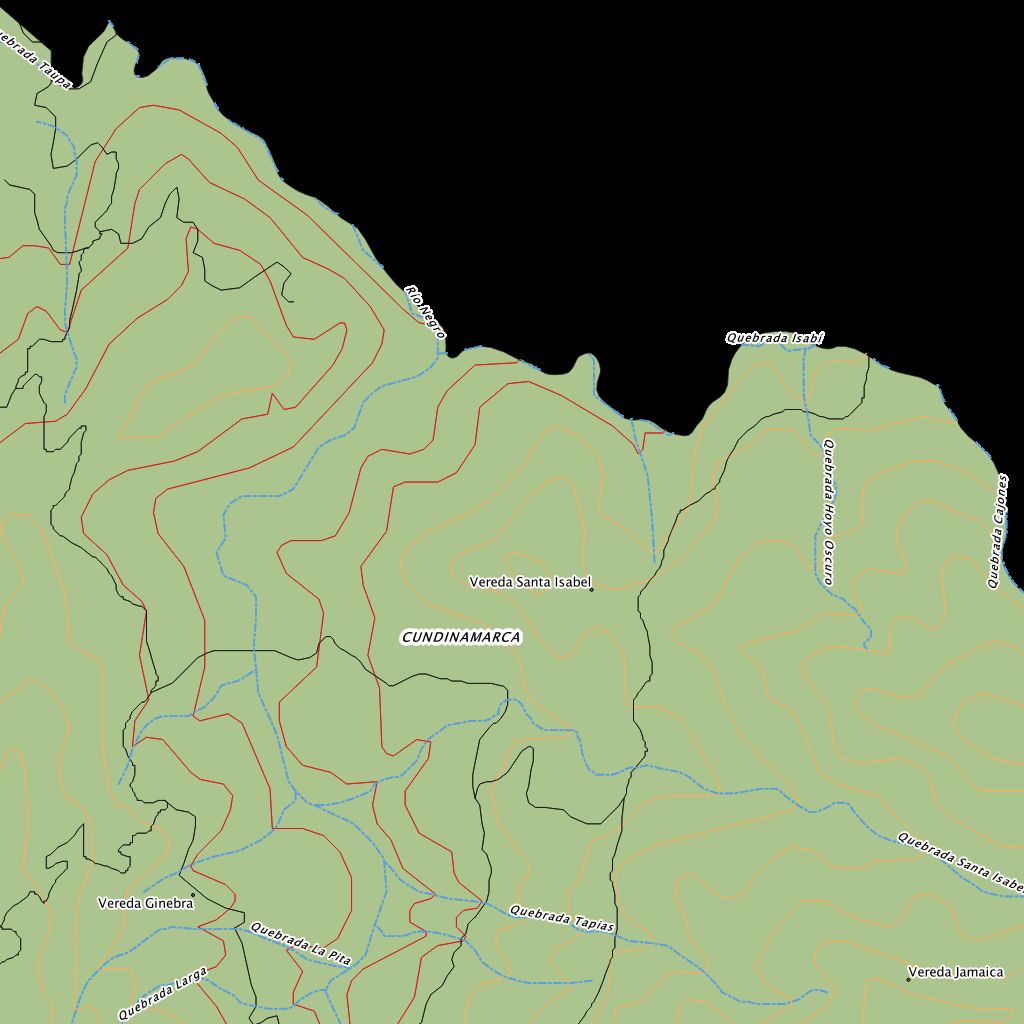 Quebrada Taupa
Río Negro
Quebrada Isabí
Quebrada Hoyo Oscuro
Quebrada Cajones
Vereda Santa Isabel
CUNDINAMARCA
Quebrada Santa Isabel
Vereda Ginebra
Quebrada Tapias
Quebrada La Pita
Quebrada Larga
Vereda Jamaica